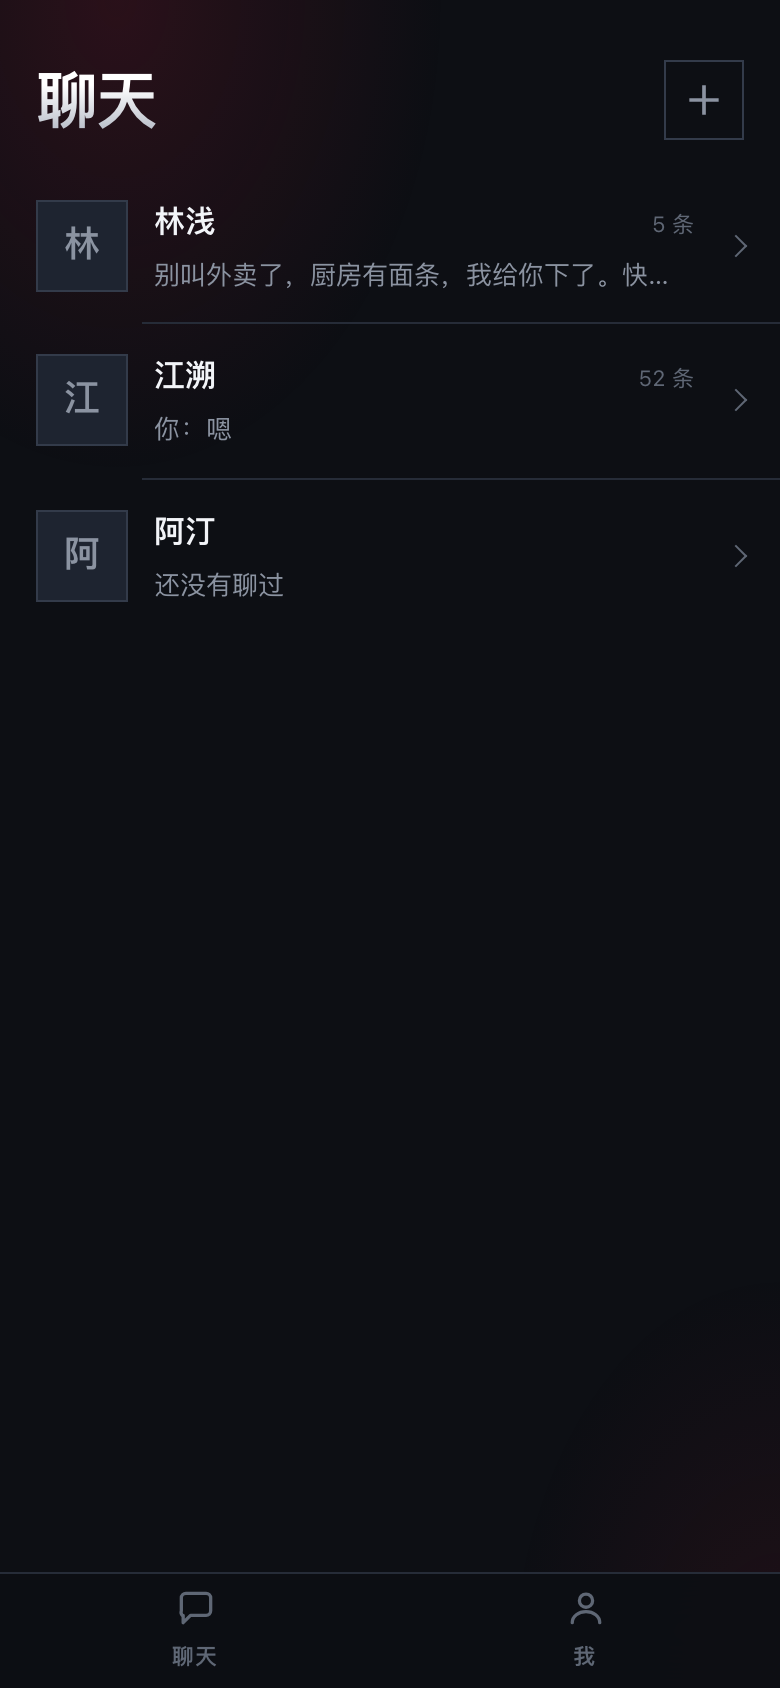 聊天
林
林浅
5 条
别叫外卖了，厨房有面条，我给你下了。快...
江
江溯
52 条
你：嗯
阿
阿汀
还没有聊过
聊天
我